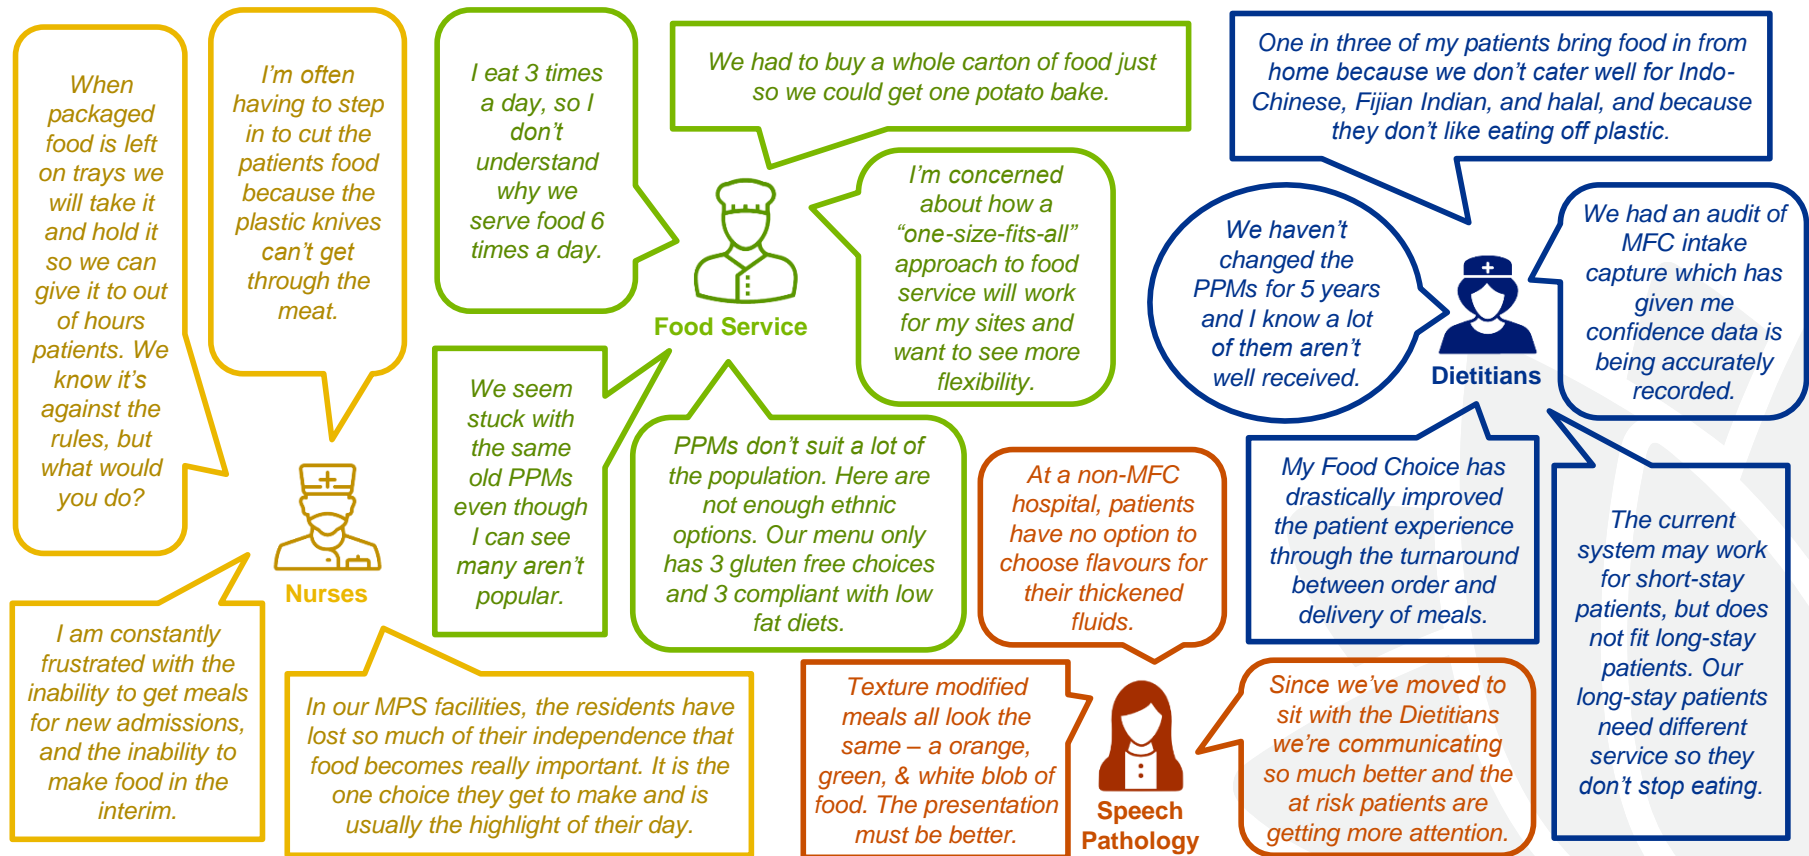 When
packaged
food is left
on trays we
will take it
and hold it
so we can
give it to out
of hours
patients. We
know it’s
against the
rules, but
what would
you do?
I’m often
having to step
in to cut the
patients food
because the
plastic knives
can’t get
through the
meat.
Nurses
I am constantly
frustrated with the
inability to get meals
for new admissions,
and the inability to
make food in the
interim.
In our MPS facilities, the residents have
lost so much of their independence that
food becomes really important. It is the
one choice they get to make and is
usually the highlight of their day.
I eat 3 times
a day, so I
don’t
understand
why we
serve food 6
times a day.
We had to buy a whole carton of food just
so we could get one potato bake.
I’m concerned
about how a
“one-size-fits-all”
approach to food
service will work
for my sites and
want to see more
flexibility.
Food Service
We seem
stuck with
the same
old PPMs
even though
I can see
many aren’t
popular.
PPMs don’t suit a lot of
the population. Here are
not enough ethnic
options. Our menu only
has 3 gluten free choices
and 3 compliant with low
fat diets.
At a non-MFC
hospital, patients
have no option to
choose flavours for
their thickened
fluids.
Texture modified
meals all look the
same – a orange,
green, & white blob of
food. The presentation
must be better.
Speech
Pathology
Since we’ve moved to
sit with the Dietitians
we’re communicating
so much better and the
at risk patients are
getting more attention.
One in three of my patients bring food in from
home because we don’t cater well for Indo-
Chinese, Fijian Indian, and halal, and because
they don’t like eating off plastic.
We haven’t
changed the
PPMs for 5 years
and I know a lot
of them aren’t
well received.
Dietitians
We had an audit of
MFC intake
capture which has
given me
confidence data is
being accurately
recorded.
My Food Choice has
drastically improved
the patient experience
through the turnaround
between order and
delivery of meals.
The current
system may work
for short-stay
patients, but does
not fit long-stay
patients. Our
long-stay patients
need different
service so they
don’t stop eating.